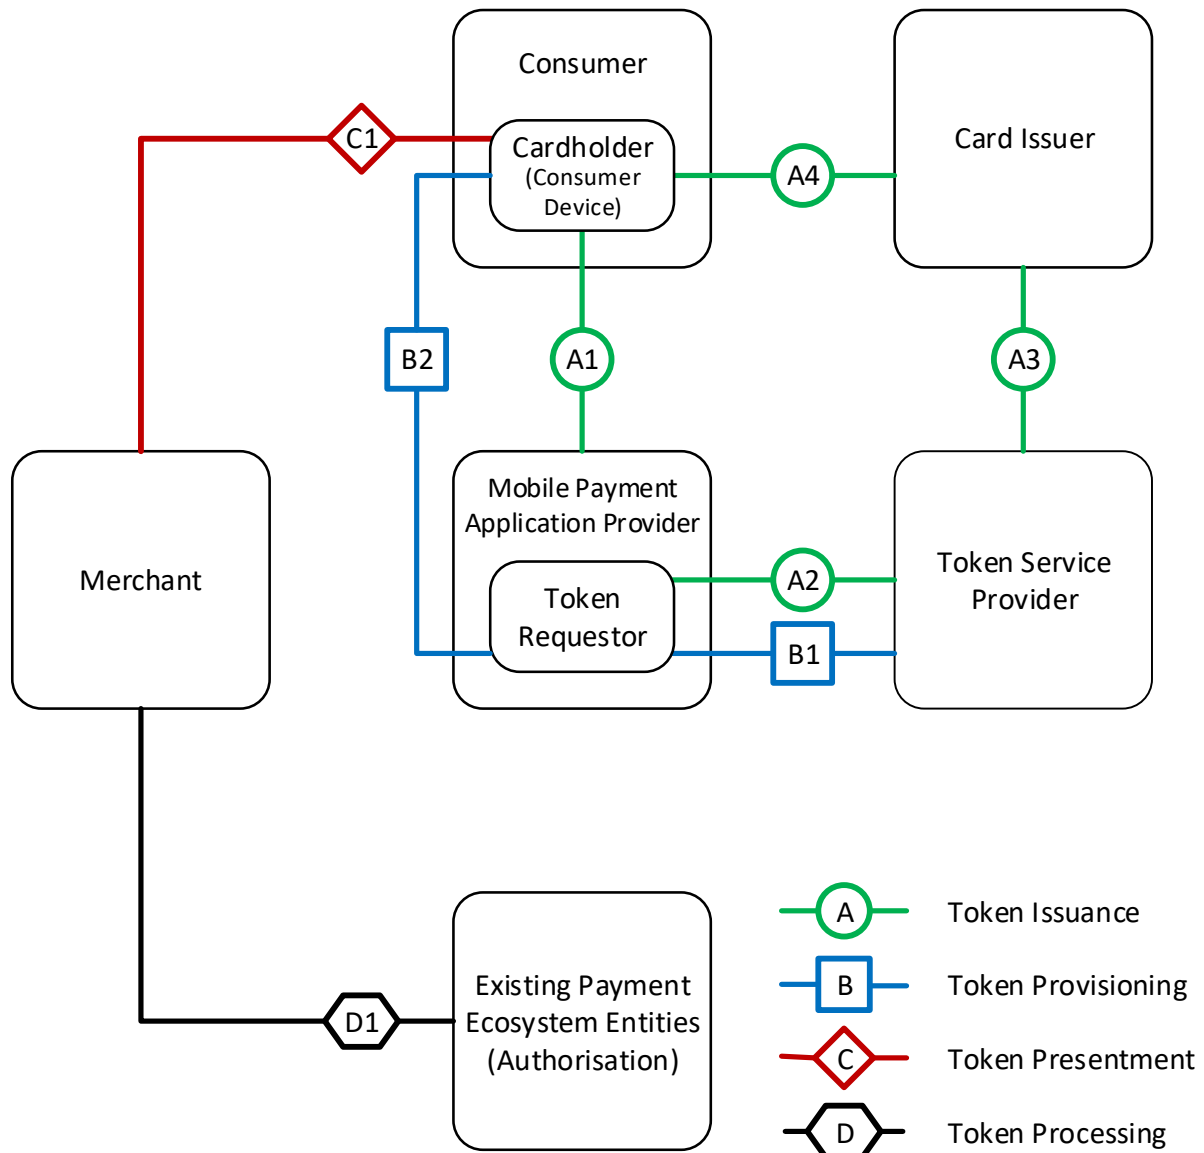 Consumer
C1
Cardholder
(Consumer
Device)
A4
Card Issuer
B2
A1
A3
Merchant
Mobile Payment
Application Provider
Token
Requestor
A2
B1
Token Service
Provider
Existing Payment
Ecosystem Entities
(Authorisation)
D1
A Token Issuance
B Token Provisioning
C Token Presentment
D Token Processing